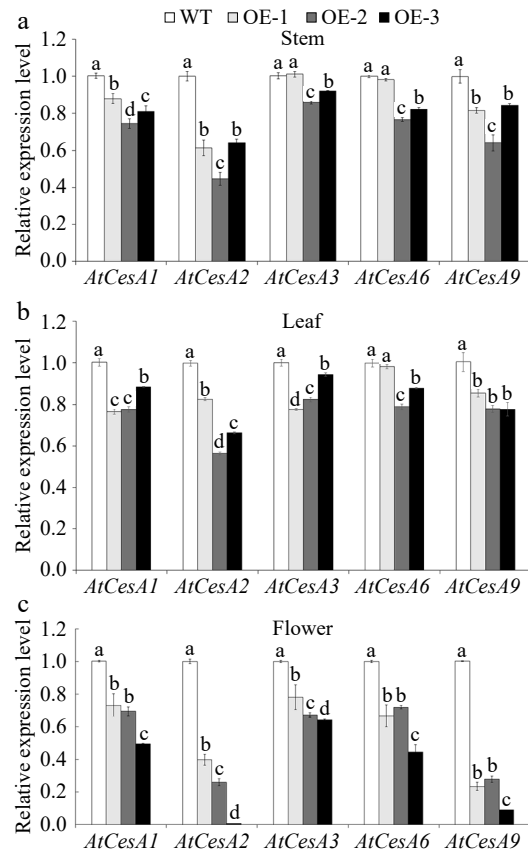 WT OE-1 OE-2 OE-3
a
Stem
Relative expression level
1.2
1.0
0.8
0.6
0.4
0.2
0.0
a b d c
a b c b
a a c b
a a c b
a b c b
AtCesA1 AtCesA2 AtCesA3 AtCesA6 AtCesA9
b
Leaf
Relative expression level
1.2
1.0
0.8
0.6
0.4
0.2
0
a c c b
a b d c
a d c b
a a c b
a b b b
AtCesA1 AtCesA2 AtCesA3 AtCesA6 AtCesA9
c
Flower
Relative expression level
1.2
1.0
0.8
0.6
0.4
0.2
0.0
a b b c
a b c d
a b c d
a b b c
a b b c
AtCesA1 AtCesA2 AtCesA3 AtCesA6 AtCesA9